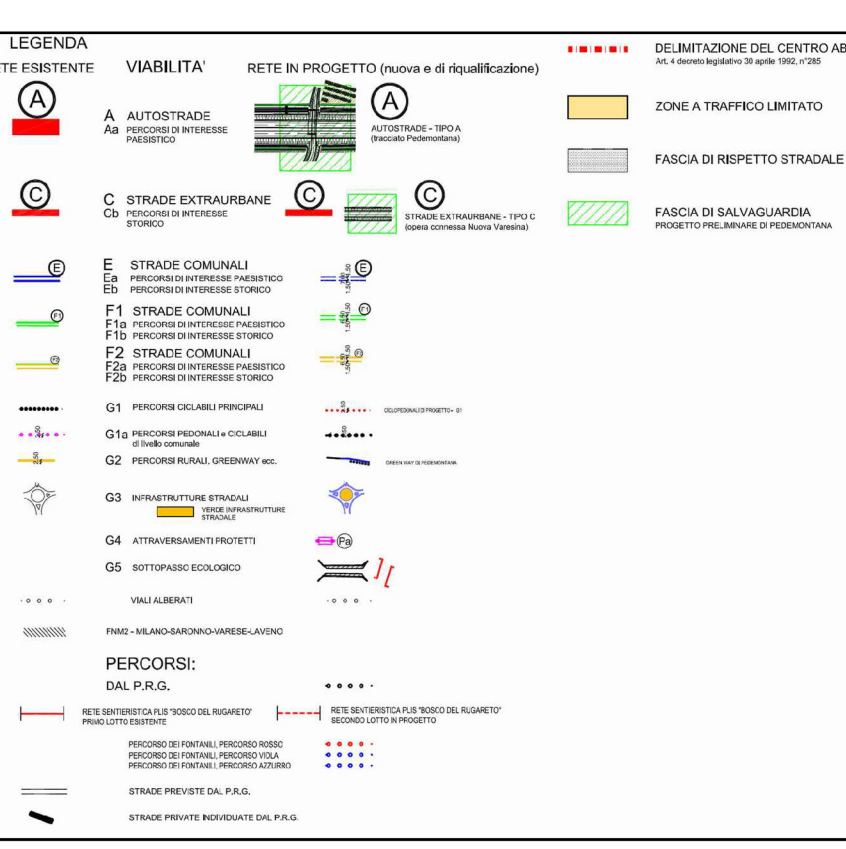 LEGENDA
TE ESISTENTE VIABILITA' RETE IN PROGETTO (nuova e di riqualificazione)
A
A AUTOSTRADE
Aa PERCORSI DI INTERESSE
PAESISTICO
A
AUTOSTRADE - TIPO A
(tracciato Pedemontana)
C
C STRADE EXTRAURBANE
Cb PERCORSI DI INTERESSE
STORICO
C
C
STRADE EXTRAURBANE - TIPO C
(opera connessa Nuova Varesina)
E
E STRADE COMUNALI
Ea PERCORSI DI INTERESSE PAESISTICO
Eb PERCORSI DI INTERESSE STORICO
E
F1
F1 STRADE COMUNALI
F1a PERCORSI DI INTERESSE PAESISTICO
F1b PERCORSI DI INTERESSE STORICO
F1
F2
F2 STRADE COMUNALI
F2a PERCORSI DI INTERESSE PAESISTICO
F2b PERCORSI DI INTERESSE STORICO
G1 PERCORSI CICLABILI PRINCIPALI
CICLOPEDONALI DI PROGETTO - G1
G1a PERCORSI PEDONALI e CICLABILI
di livello comunale
G2 PERCORSI RURALI, GREENWAY ecc.
GREEN WAY DI PEDEMONTANA
G3 INFRASTRUTTURE STRADALI
VERDE INFRASTRUTTURE
STRADALE
G4 ATTRAVERSAMENTI PROTETTI
Pa
G5 SOTTOPASSO ECOLOGICO
VIALI ALBERATI
FNM2 - MILANO-SARONNO-VARESE-LAVENO
PERCORSI:
DAL P.R.G.
RETE SENTIERISTICA PLIS "BOSCO DEL RUGARETO"
PRIMO LOTTO ESISTENTE
RETE SENTIERISTICA PLIS "BOSCO DEL RUGARETO"
SECONDO LOTTO IN PROGETTO
PERCORSO DEI FONTANILI, PERCORSO ROSSO
PERCORSO DEI FONTANILI, PERCORSO VIOLA
PERCORSO DEI FONTANILI, PERCORSO AZZURRO
STRADE PREVISTE DAL P.R.G.
STRADE PRIVATE INDIVIDUATE DAL P.R.G.
DELIMITAZIONE DEL CENTRO AB
Art. 4 decreto legislativo 30 aprile 1992, n°285
ZONE A TRAFFICO LIMITATO
FASCIA DI RISPETTO STRADALE
FASCIA DI SALVAGUARDIA
PROGETTO PRELIMINARE DI PEDEMONTANA